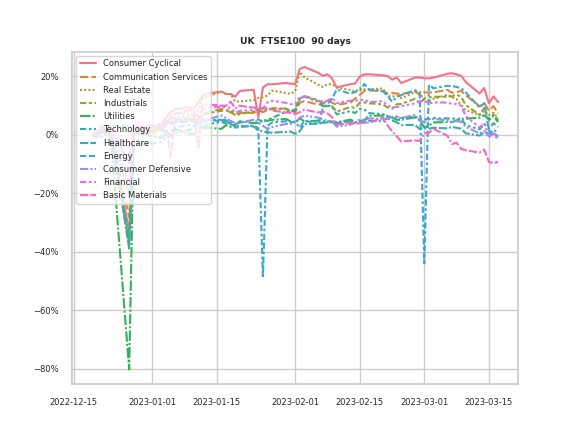 UK FTSE100 90 days
Consumer Cyclical
Communication Services
Real Estate
Industrials
Utilities
Technology
Healthcare
Energy
Consumer Defensive
Financial
Basic Materials
20%
0%
−20%
−40%
−60%
−80%
2022-12-15 2023-01-01 2023-01-15 2023-02-01 2023-02-15 2023-03-01 2023-03-15